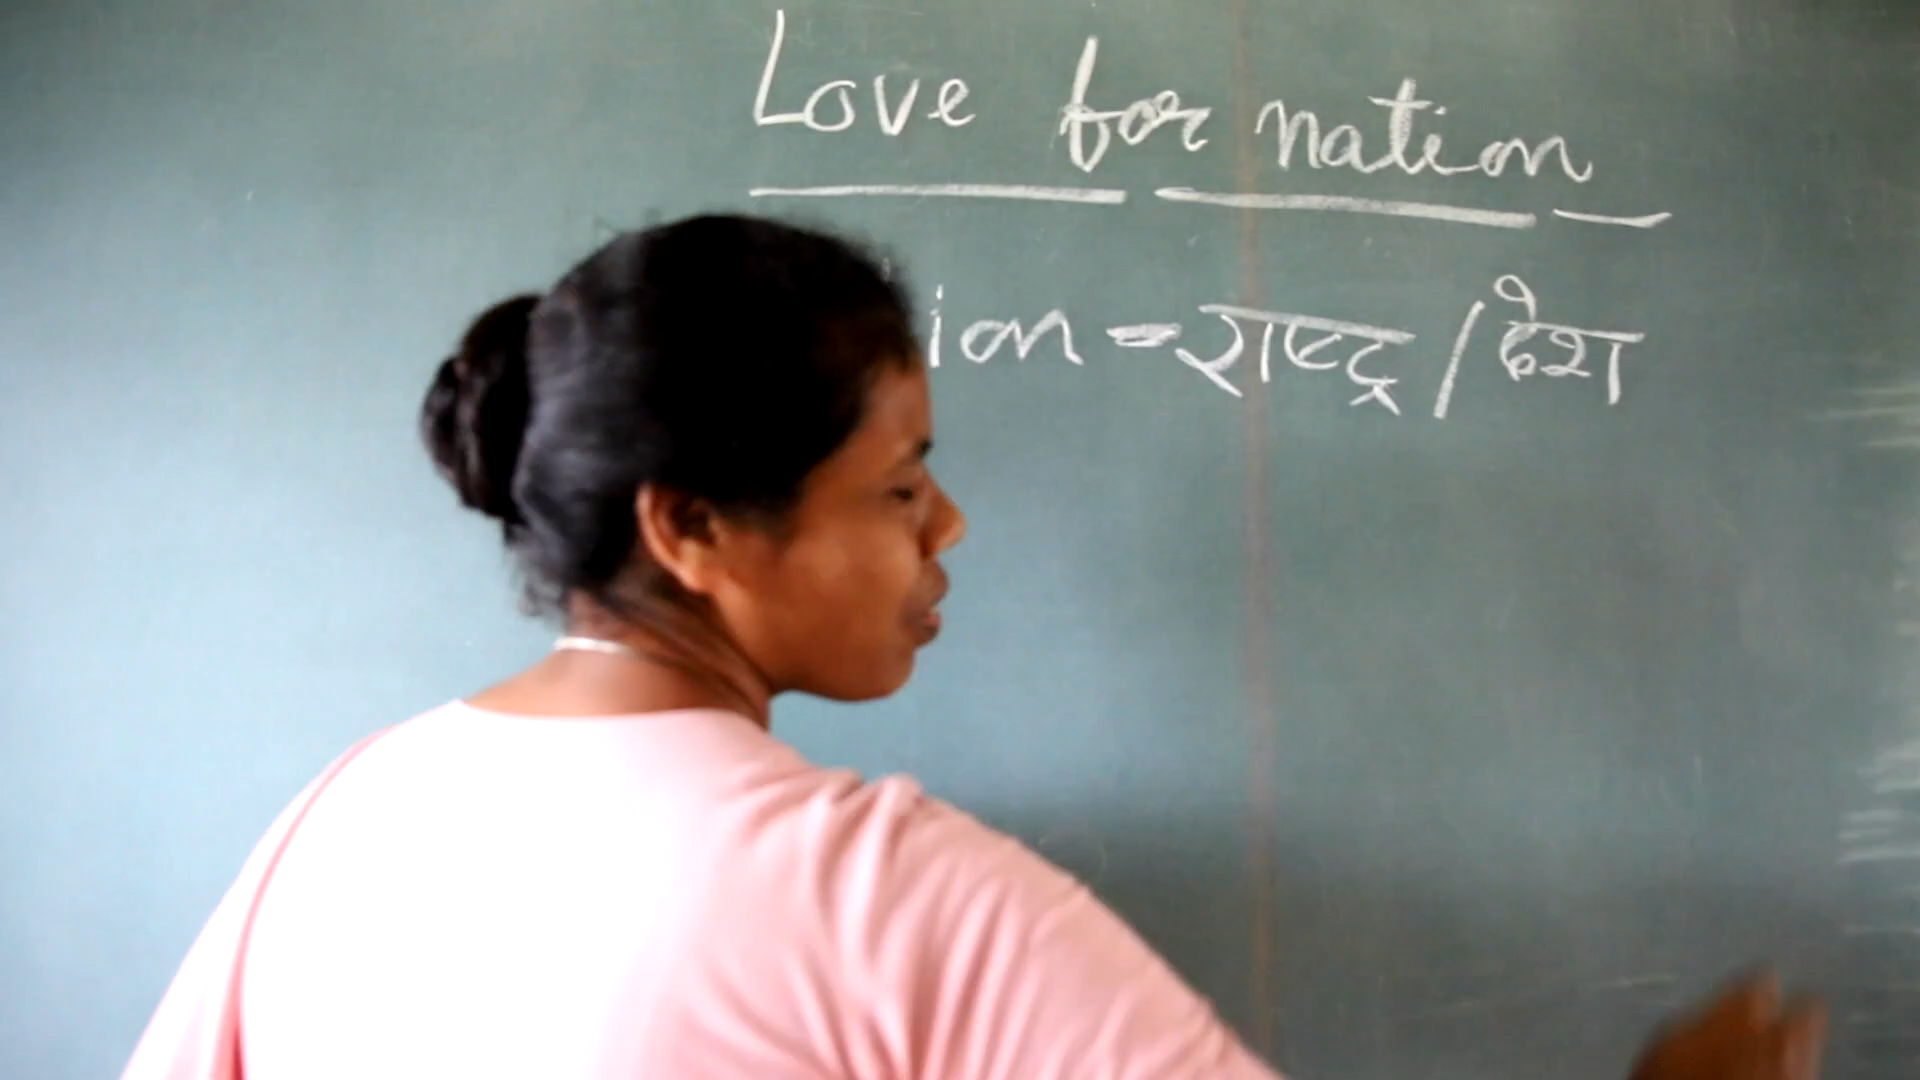 Love for nation
ion = राष्ट्र / देश